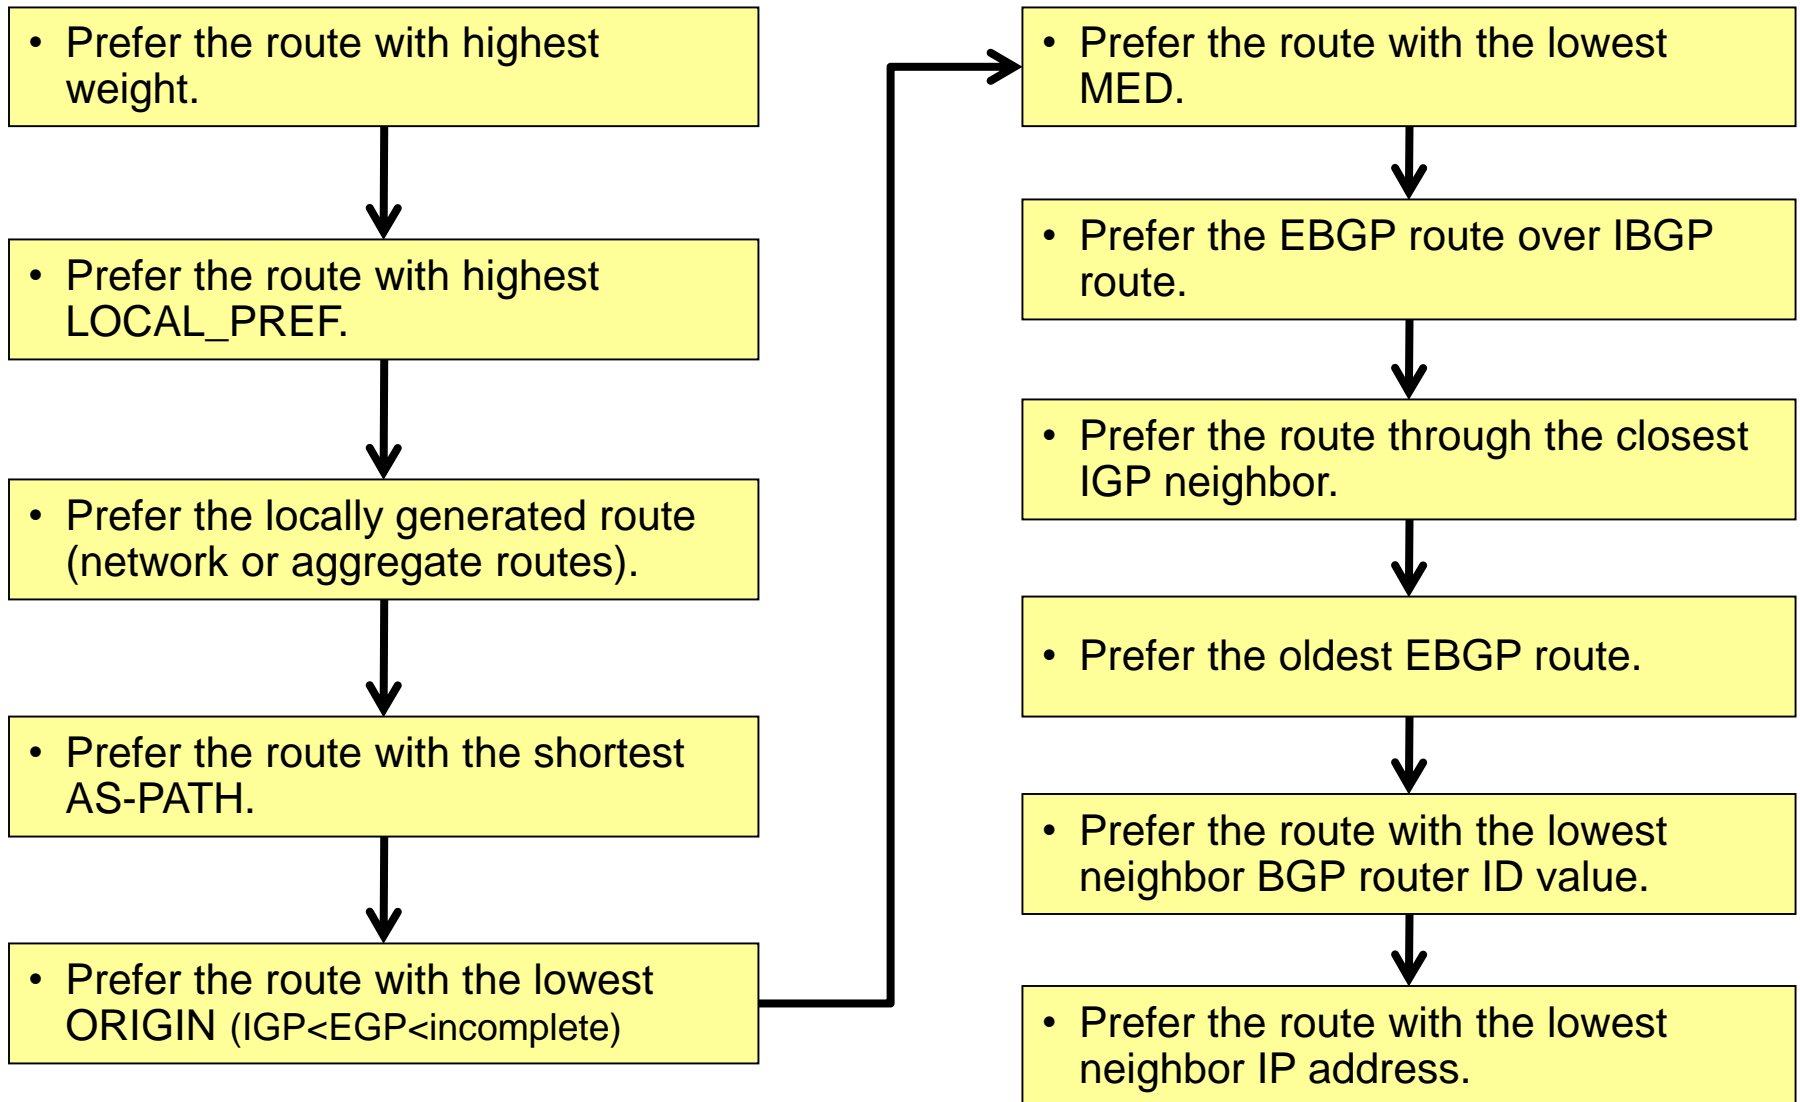 • Prefer the route with highest
weight.
• Prefer the route with highest
LOCAL_PREF.
• Prefer the locally generated route
(network or aggregate routes).
• Prefer the route with the shortest
AS-PATH.
• Prefer the route with the lowest
ORIGIN (IGP<EGP<incomplete)
• Prefer the route with the lowest
MED.
• Prefer the EBGP route over IBGP
route.
• Prefer the route through the closest
IGP neighbor.
• Prefer the oldest EBGP route.
• Prefer the route with the lowest
neighbor BGP router ID value.
• Prefer the route with the lowest
neighbor IP address.